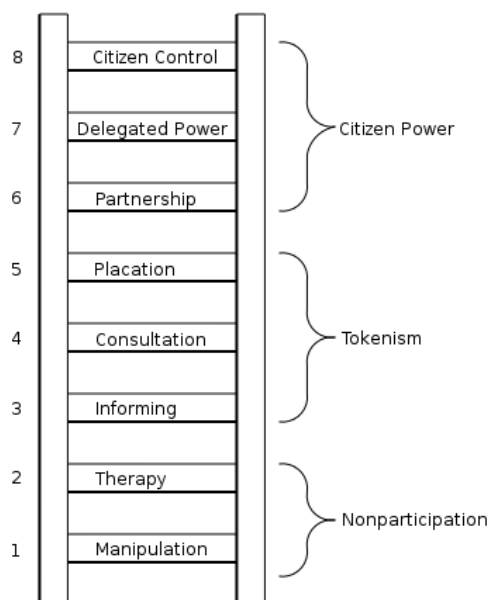 8 Citizen Control
7 Delegated Power
Citizen Power
6 Partnership
5 Placation
4 Consultation
Tokenism
3 Informing
2 Therapy
Nonparticipation
1 Manipulation